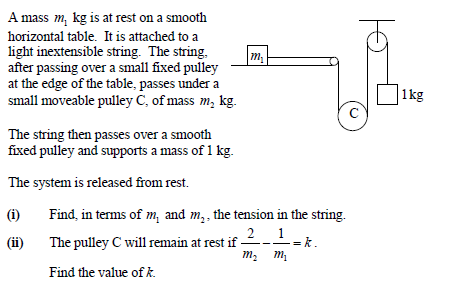 A mass m₁ kg is at rest on a smooth
horizontal table. It is attached to a
light inextensible string. The string,
after passing over a small fixed pulley
at the edge of the table, passes under a
small moveable pulley C, of mass m₂ kg.
m₁
C
1 kg
The string then passes over a smooth
fixed pulley and supports a mass of 1 kg.
The system is released from rest.
(i) Find, in terms of m₁ and m₂, the tension in the string.
(ii) The pulley C will remain at rest if 2/m₂ − 1/m₁ = k.
Find the value of k.